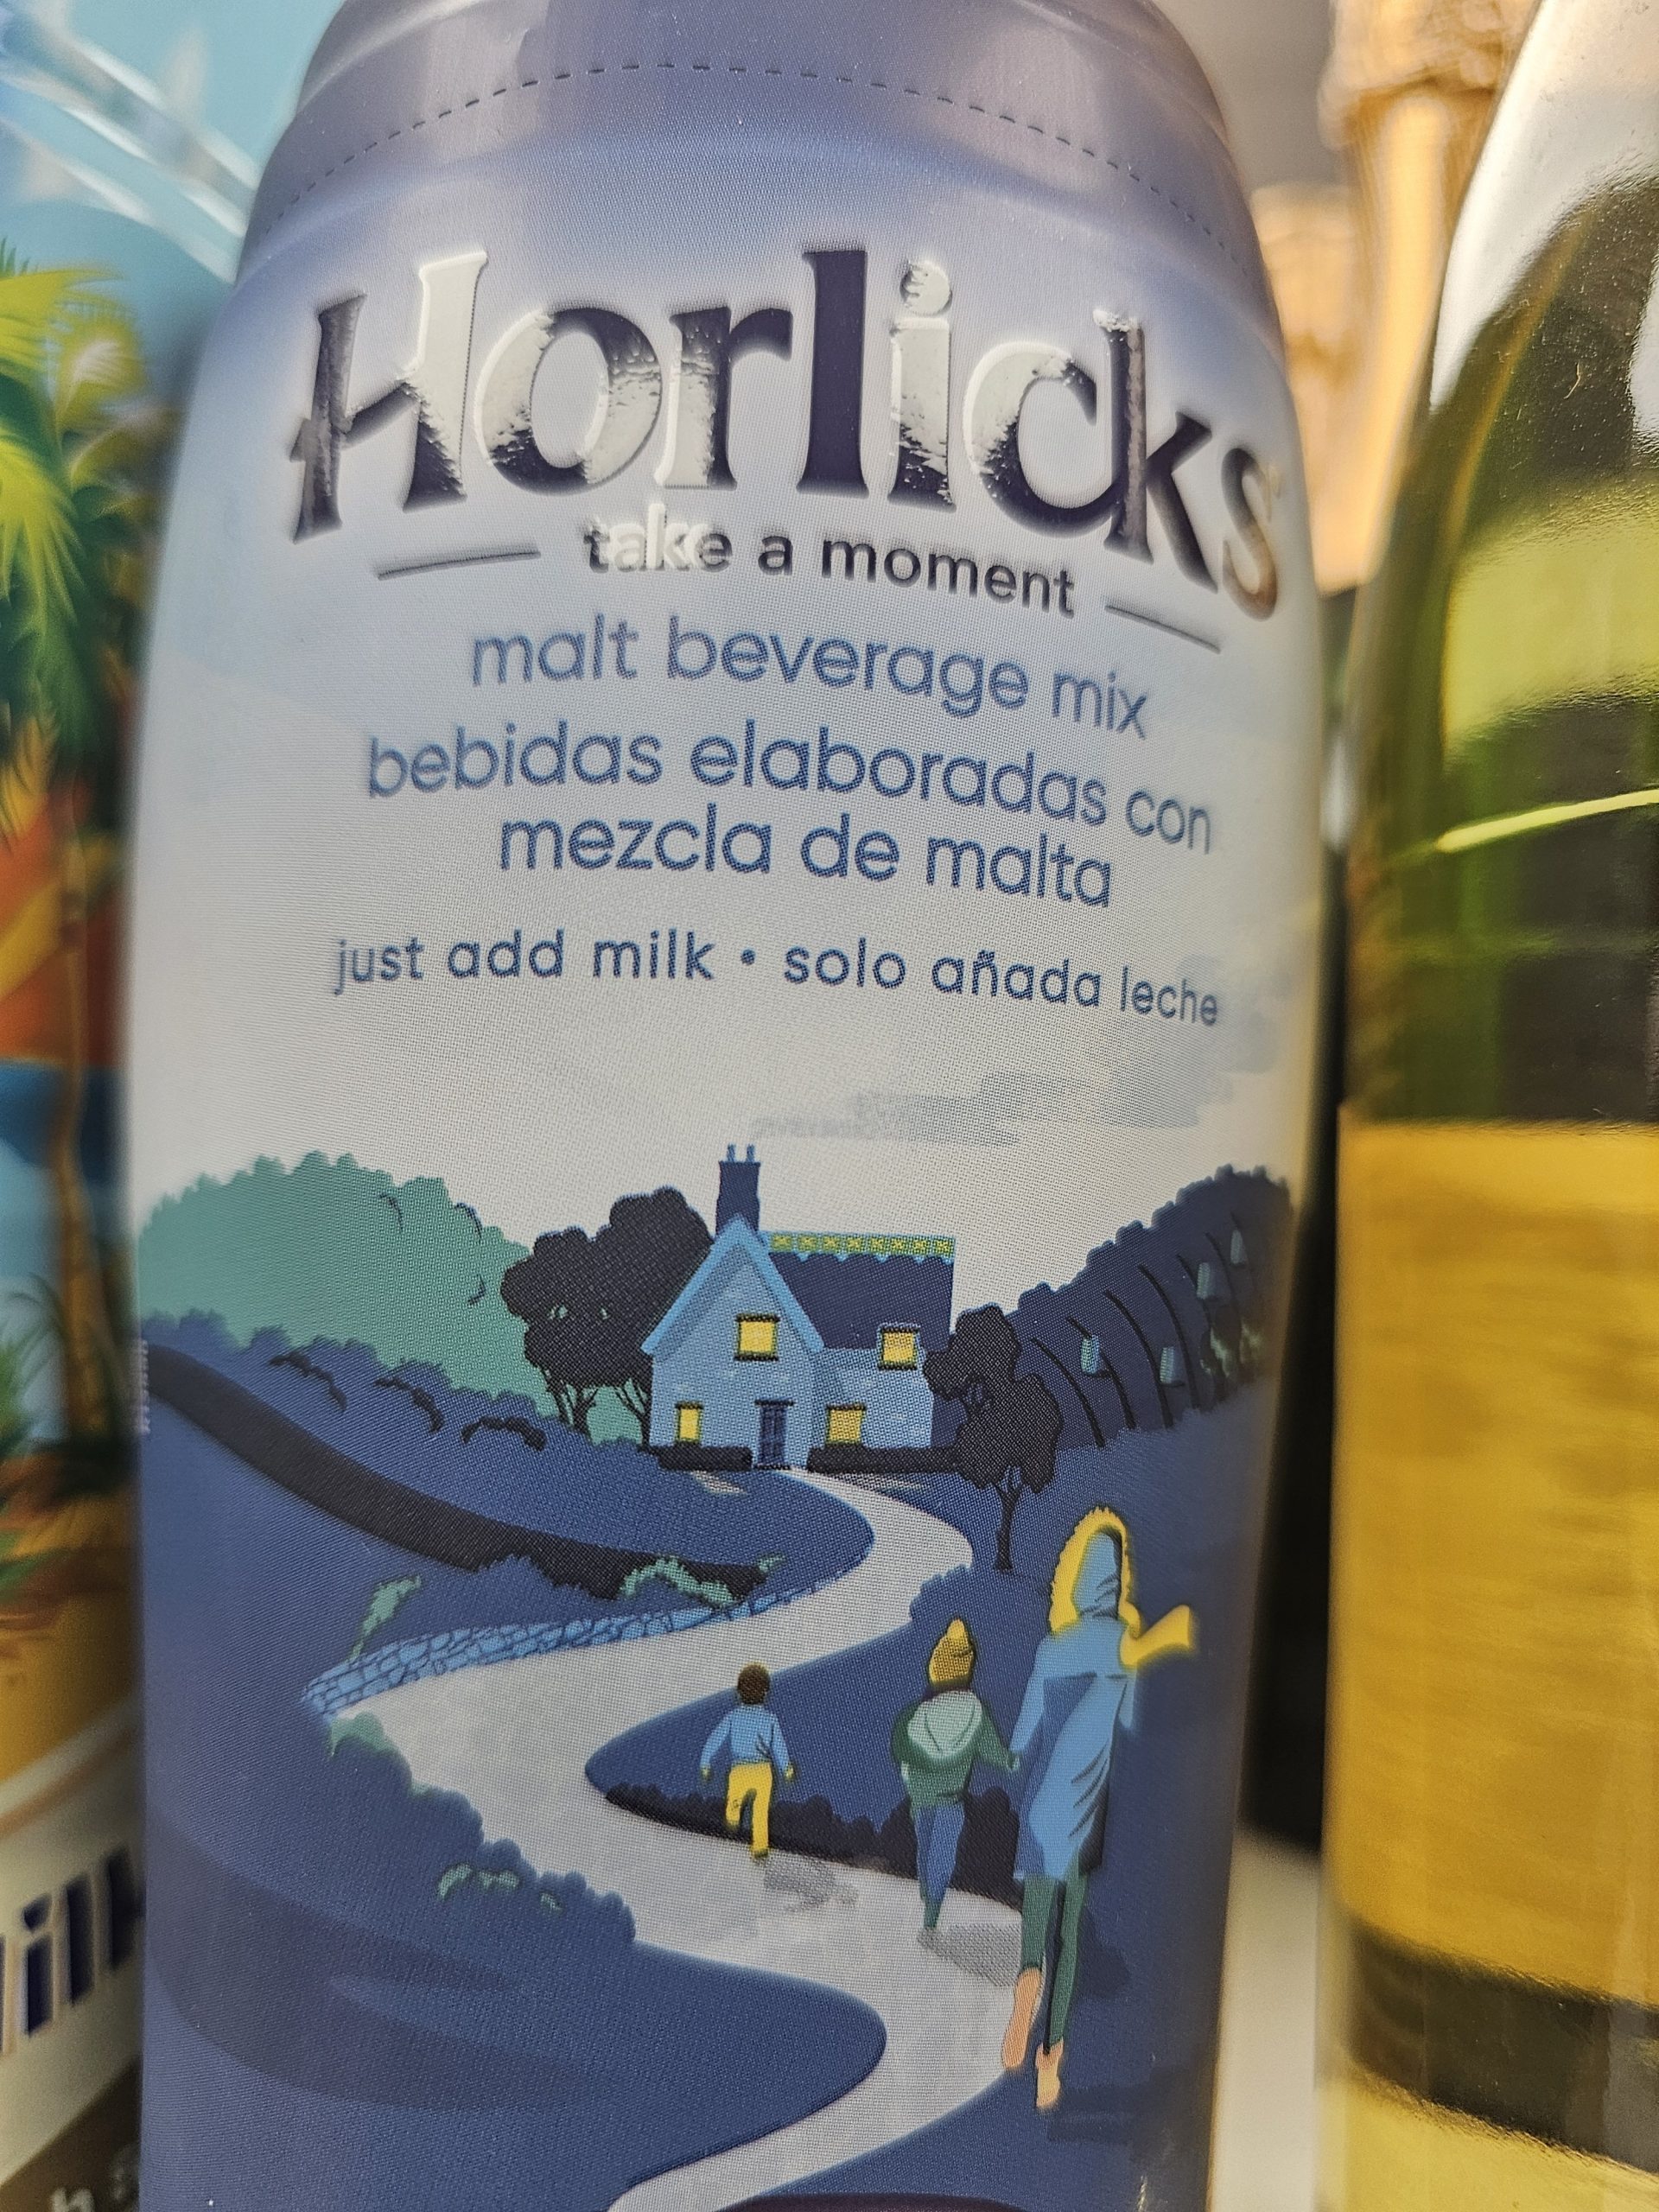 Horlicks
take a moment
malt beverage mix
bebidas elaboradas con
mezcla de malta
just add milk • solo añada leche